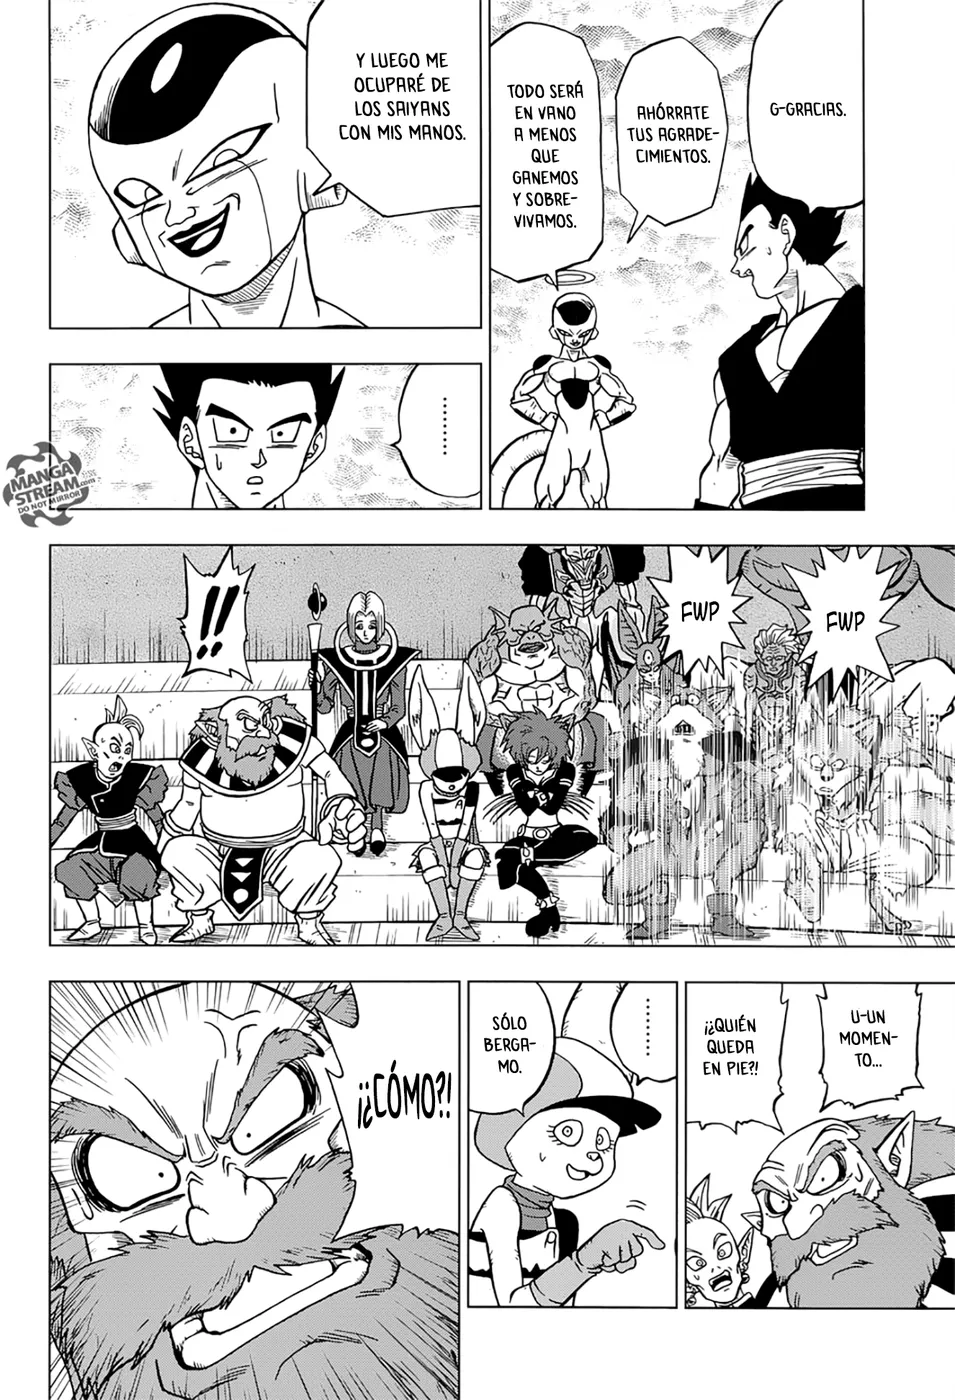 G-GRACIAS.
AHÓRRATE
TUS AGRADE-
CIMIENTOS.
TODO SERÁ
EN VANO
A MENOS
QUE
GANEMOS
Y SOBRE-
VIVAMOS.
Y LUEGO ME
OCUPARÉ DE
LOS SAIYANS
CON MIS MANOS.
.........
MANGA
STREAM.com
DO NOT MIRROR
FWP
FWP
!!
U-UN
MOMEN-
TO...
¡¿QUIÉN
QUEDA
EN PIE?!
.........
SÓLO
BERGA-
MO.
¡¿CÓMO?!